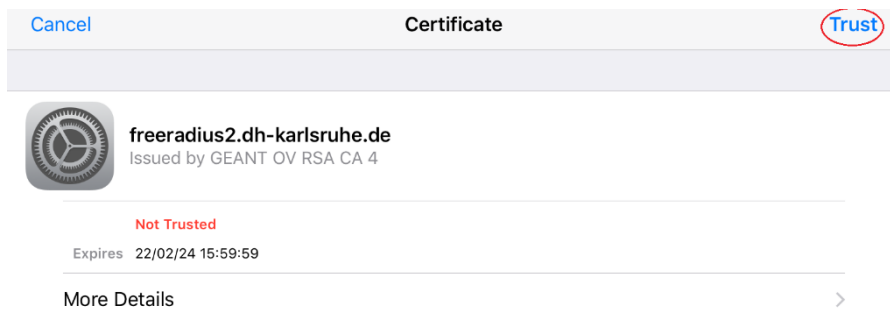 Cancel Certificate Trust
freeradius2.dh-karlsruhe.de
Issued by GEANT OV RSA CA 4
Not Trusted
Expires 22/02/24 15:59:59
More Details